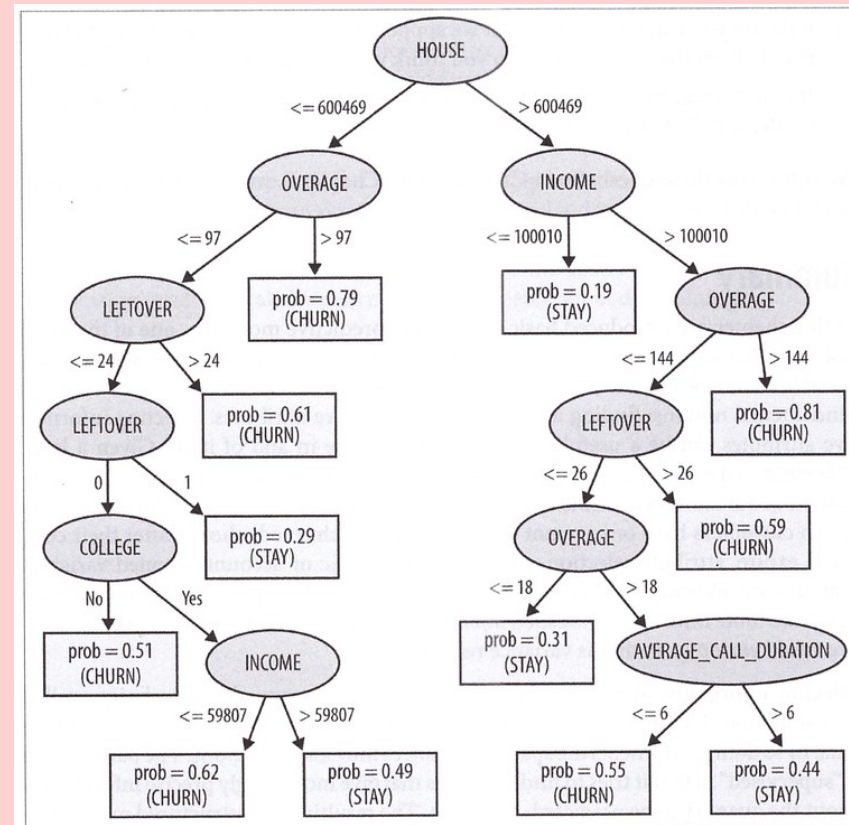 HOUSE
<= 600469
> 600469
OVERAGE
INCOME
<= 97
> 97
<= 100010
> 100010
LEFTOVER
prob = 0.79
(CHURN)
prob = 0.19
(STAY)
OVERAGE
<= 24
> 24
<= 144
> 144
LEFTOVER
prob = 0.61
(CHURN)
LEFTOVER
prob = 0.81
(CHURN)
0
1
<= 26
> 26
COLLEGE
prob = 0.29
(STAY)
OVERAGE
prob = 0.59
(CHURN)
No
Yes
<= 18
> 18
prob = 0.51
(CHURN)
INCOME
prob = 0.31
(STAY)
AVERAGE_CALL_DURATION
<= 59807
> 59807
<= 6
> 6
prob = 0.62
(CHURN)
prob = 0.49
(STAY)
prob = 0.55
(CHURN)
prob = 0.44
(STAY)